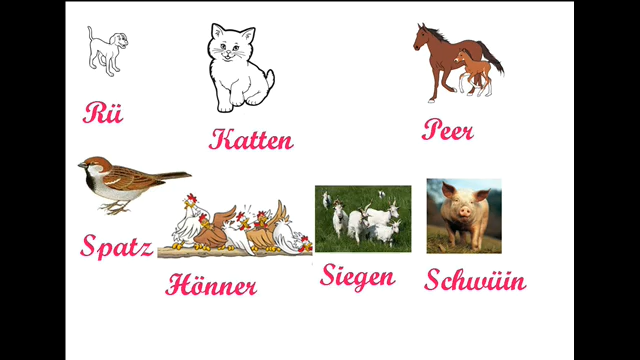 Rü
Katten
Peer
Spatz
Hönner
Siegen
Schwüin